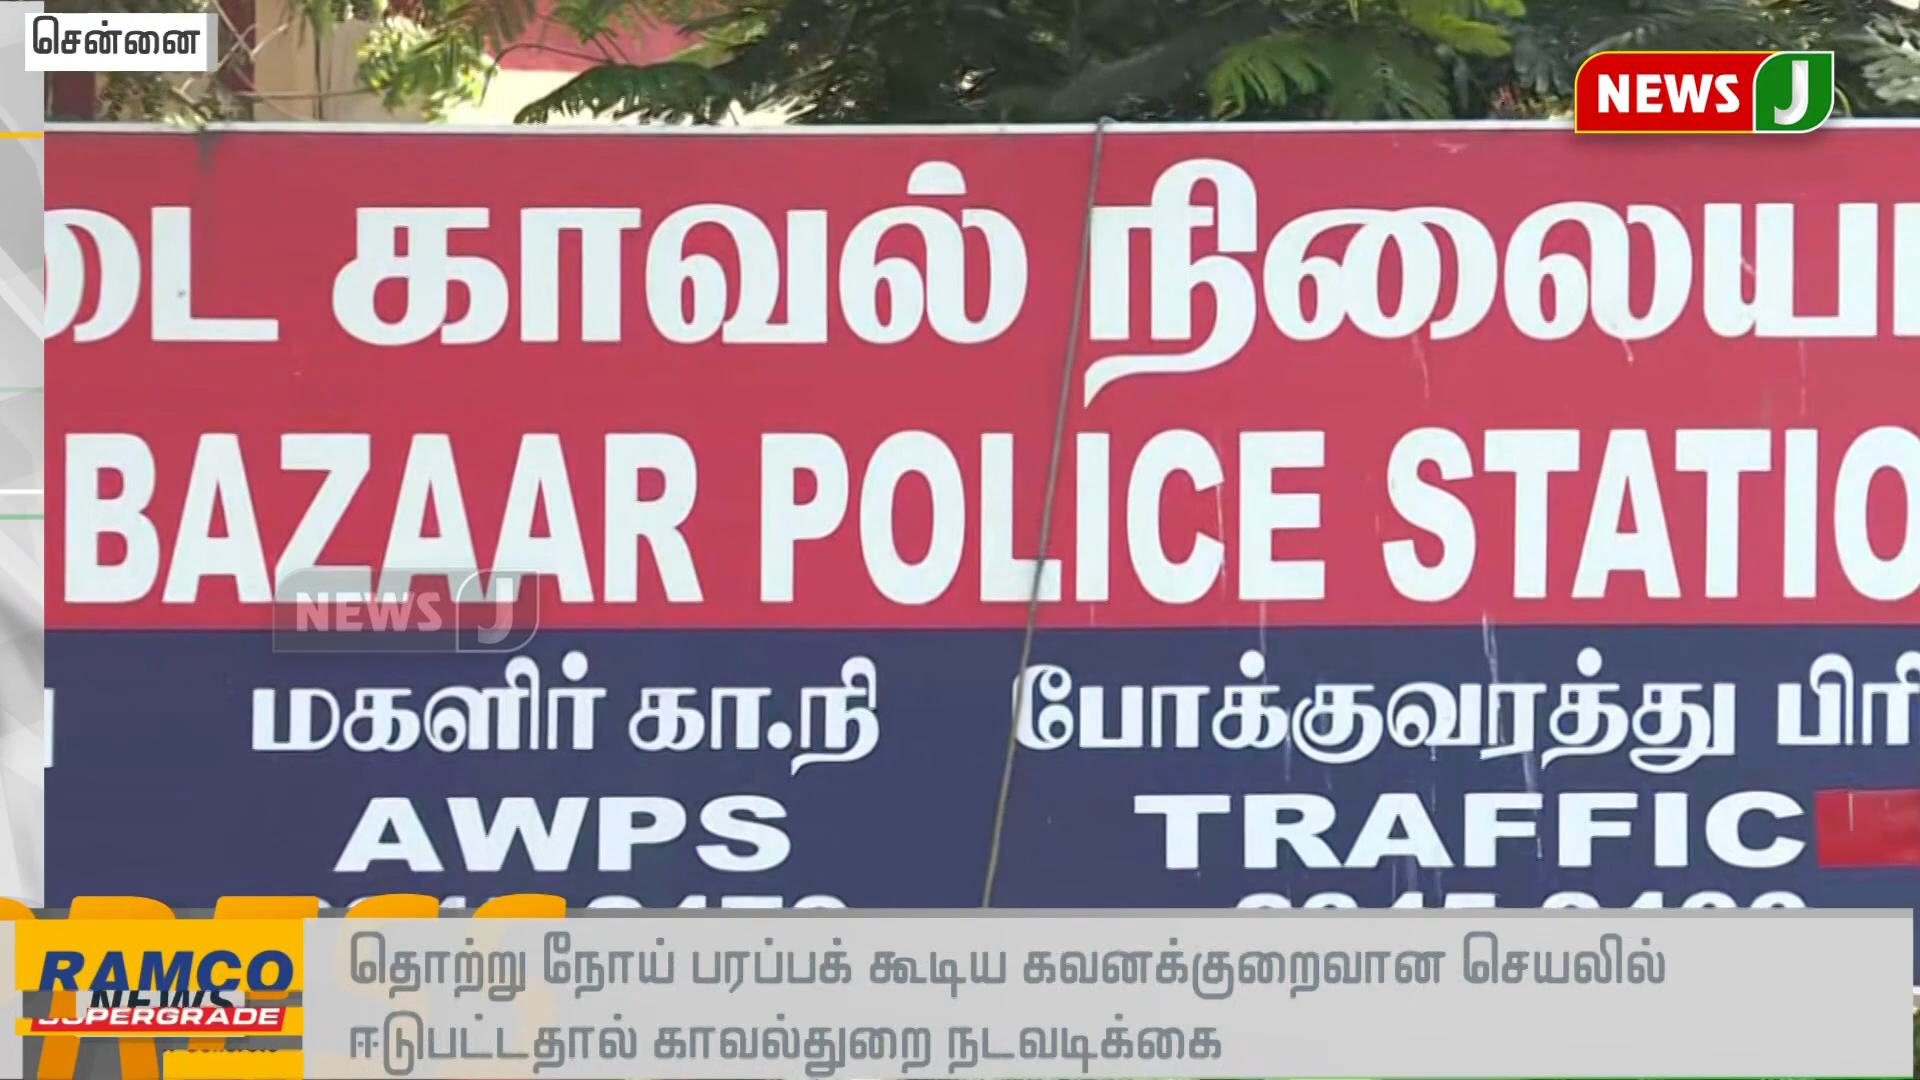 சென்னை
NEWS J
டை காவல் நிலைய
BAZAAR POLICE STATIO
NEWS J
மகளிர் கா.நி
போக்குவரத்து பிரி
AWPS
TRAFFIC
RAMCO
NEWS
SUPERGRADE
தொற்று நோய் பரப்பக் கூடிய கவனக்குறைவான செயலில்
ஈடுபட்டதால் காவல்துறை நடவடிக்கை